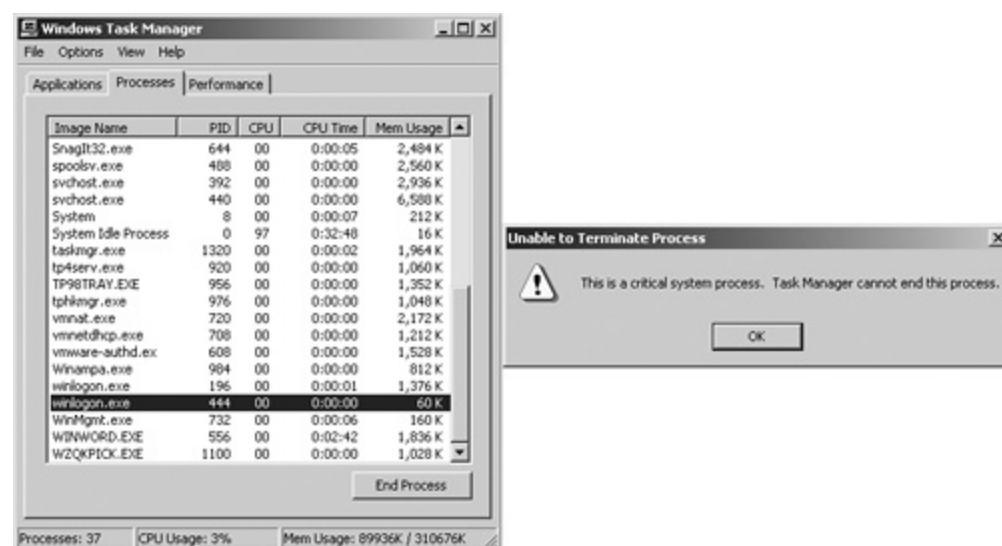 Windows Task Manager
File Options View Help
Applications Processes Performance
Image Name PID CPU CPU Time Mem Usage
SnagIt32.exe 644 00 0:00:05 2,484 K
spoolsv.exe 488 00 0:00:00 2,560 K
svchost.exe 392 00 0:00:00 2,936 K
svchost.exe 440 00 0:00:00 6,588 K
System 8 00 0:00:07 212 K
System Idle Process 0 97 0:32:48 16 K
taskmgr.exe 1320 00 0:00:02 1,964 K
tp4serv.exe 920 00 0:00:00 1,060 K
TP98TRAY.EXE 956 00 0:00:00 1,352 K
tphkmgr.exe 976 00 0:00:00 1,048 K
vmnat.exe 720 00 0:00:00 2,172 K
vmnetdhcp.exe 708 00 0:00:00 1,212 K
vmware-authd.ex 608 00 0:00:00 1,528 K
Winampa.exe 984 00 0:00:00 812 K
winlogon.exe 196 00 0:00:01 1,376 K
winlogon.exe 444 00 0:00:00 60 K
WinMgmt.exe 732 00 0:00:06 160 K
WINWORD.EXE 556 00 0:02:42 1,836 K
WZQKPICK.EXE 1100 00 0:00:00 1,028 K
End Process
Processes: 37 CPU Usage: 3% Mem Usage: 89936K / 310676K
Unable to Terminate Process
This is a critical system process. Task Manager cannot end this process.
OK